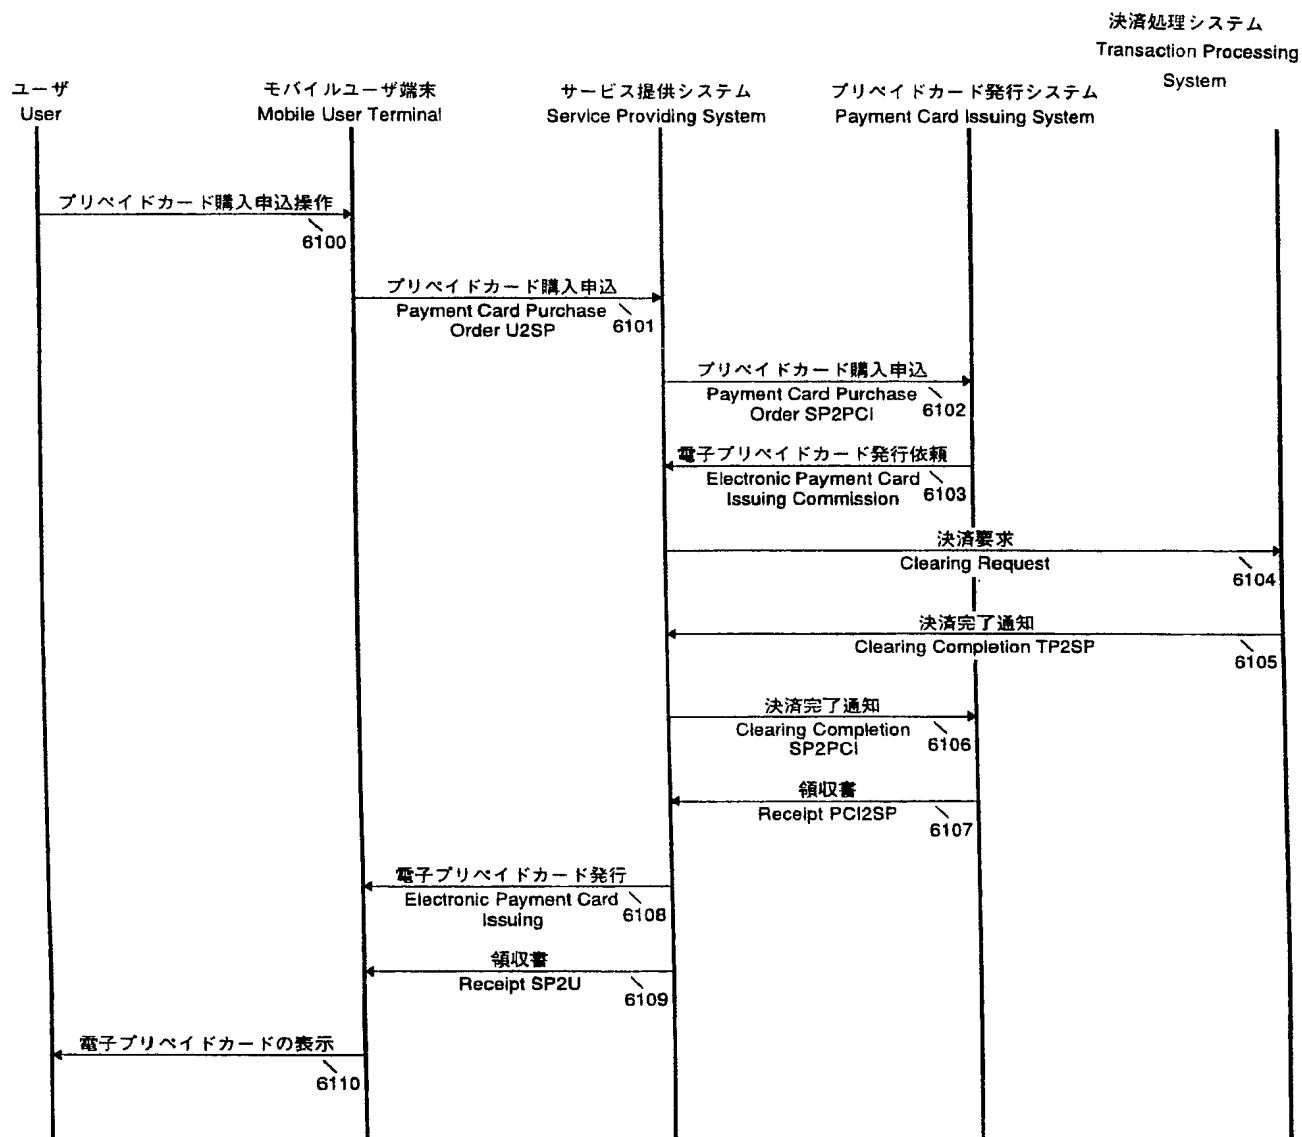 決済処理システム
Transaction Processing
System
ユーザ
User
モバイルユーザ端末
Mobile User Terminal
サービス提供システム
Service Providing System
プリペイドカード発行システム
Payment Card Issuing System
プリペイドカード購入申込操作
6100
プリペイドカード購入申込
Payment Card Purchase
Order U2SP
6101
プリペイドカード購入申込
Payment Card Purchase
Order SP2PCI
6102
電子プリペイドカード発行依頼
Electronic Payment Card
Issuing Commission
6103
決済要求
Clearing Request
6104
決済完了通知
Clearing Completion TP2SP
6105
決済完了通知
Clearing Completion
SP2PCI
6106
領収書
Receipt PCI2SP
6107
電子プリペイドカード発行
Electronic Payment Card
Issuing
6108
領収書
Receipt SP2U
6109
電子プリペイドカードの表示
6110